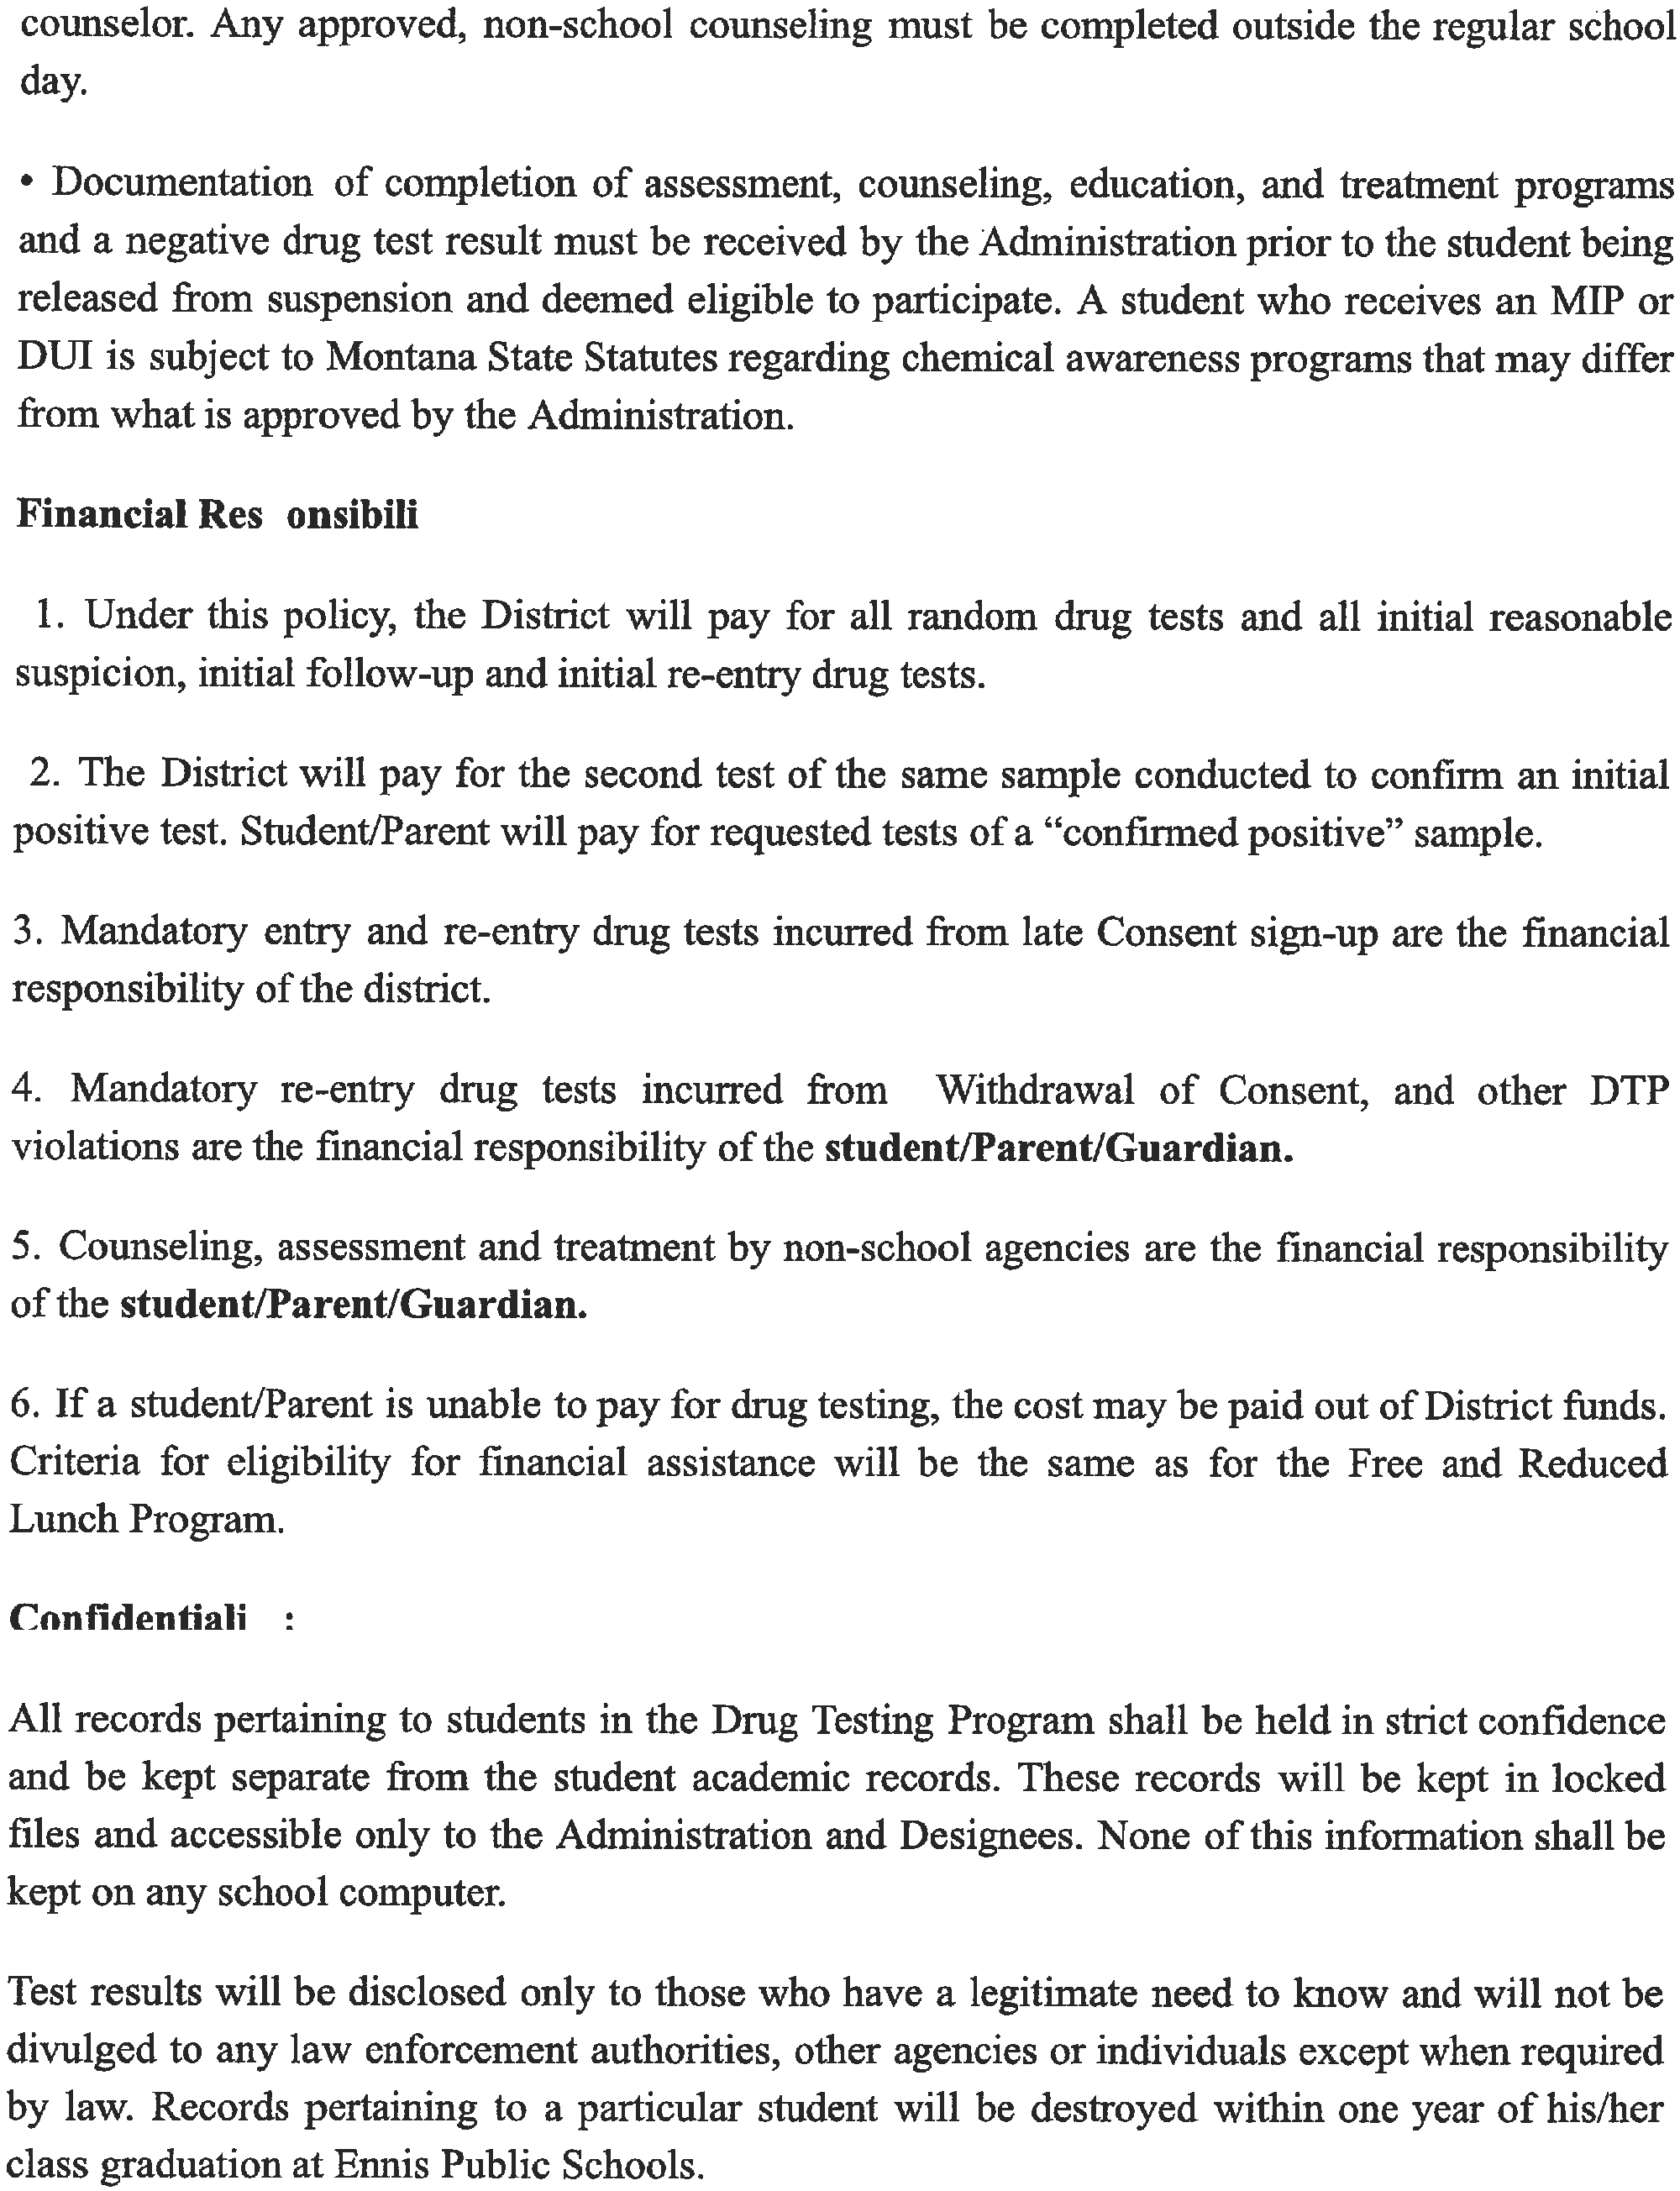 counselor. Any approved, non-school counseling must be completed outside the regular school
day.
• Documentation of completion of assessment, counseling, education, and treatment programs
and a negative drug test result must be received by the Administration prior to the student being
released from suspension and deemed eligible to participate. A student who receives an MIP or
DUI is subject to Montana State Statutes regarding chemical awareness programs that may differ
from what is approved by the Administration.
Financial Res onsibili
1. Under this policy, the District will pay for all random drug tests and all initial reasonable
suspicion, initial follow-up and initial re-entry drug tests.
2. The District will pay for the second test of the same sample conducted to confirm an initial
positive test. Student/Parent will pay for requested tests of a “confirmed positive” sample.
3. Mandatory entry and re-entry drug tests incurred from late Consent sign-up are the financial
responsibility of the district.
4. Mandatory re-entry drug tests incurred from Withdrawal of Consent, and other DTP
violations are the financial responsibility of the student/Parent/Guardian.
5. Counseling, assessment and treatment by non-school agencies are the financial responsibility
of the student/Parent/Guardian.
6. If a student/Parent is unable to pay for drug testing, the cost may be paid out of District funds.
Criteria for eligibility for financial assistance will be the same as for the Free and Reduced
Lunch Program.
Confidentiali :
All records pertaining to students in the Drug Testing Program shall be held in strict confidence
and be kept separate from the student academic records. These records will be kept in locked
files and accessible only to the Administration and Designees. None of this information shall be
kept on any school computer.
Test results will be disclosed only to those who have a legitimate need to know and will not be
divulged to any law enforcement authorities, other agencies or individuals except when required
by law. Records pertaining to a particular student will be destroyed within one year of his/her
class graduation at Ennis Public Schools.